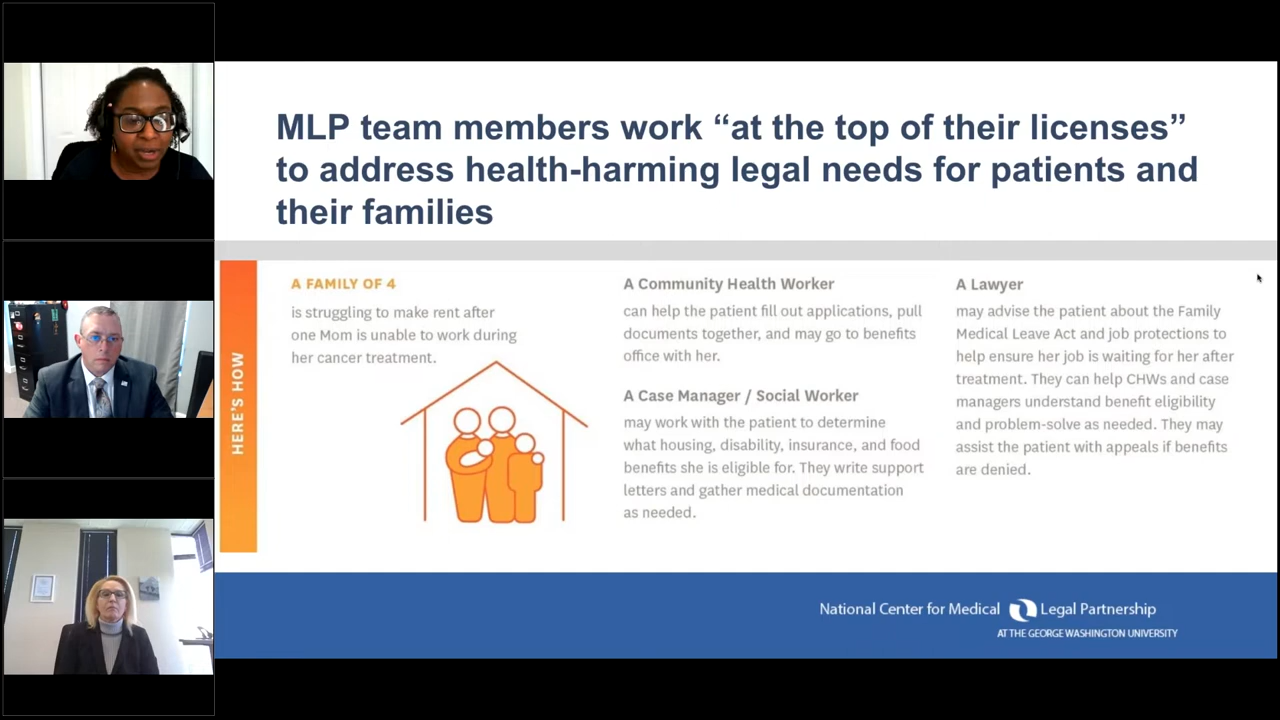 MLP team members work “at the top of their licenses”
to address health-harming legal needs for patients and
their families
HERE'S HOW
A FAMILY OF 4
is struggling to make rent after
one Mom is unable to work during
her cancer treatment.
A Community Health Worker
can help the patient fill out applications, pull
documents together, and may go to benefits
office with her.
A Case Manager / Social Worker
may work with the patient to determine
what housing, disability, insurance, and food
benefits she is eligible for. They write support
letters and gather medical documentation
as needed.
A Lawyer
may advise the patient about the Family
Medical Leave Act and job protections to
help ensure her job is waiting for her after
treatment. They can help CHWs and case
managers understand benefit eligibility
and problem-solve as needed. They may
assist the patient with appeals if benefits
are denied.
National Center for Medical Legal Partnership
AT THE GEORGE WASHINGTON UNIVERSITY